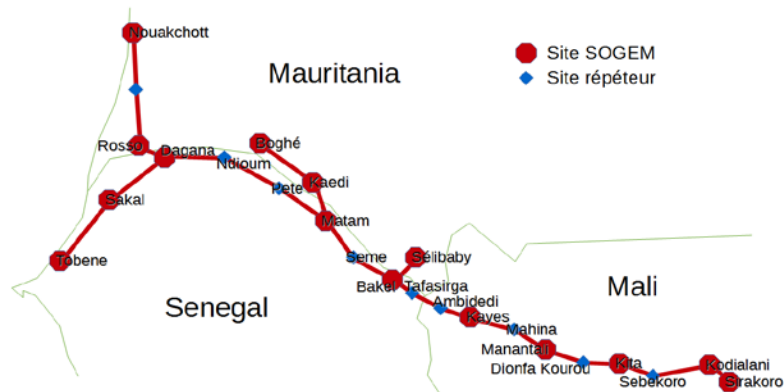 Nouakchott
Mauritania
Site SOGEM
Site répéteur
Rosso
Dagana
Boghé
Ndioum
Kaedi
Pete
Sakal
Matam
Tobene
Seme
Sélibaby
Bakel
Tafasirga
Senegal
Mali
Ambidedi
Kayes
Mahina
Manantali
Dionfa Kourou
Kita
Kodialani
Sebekoro
Sirakoro